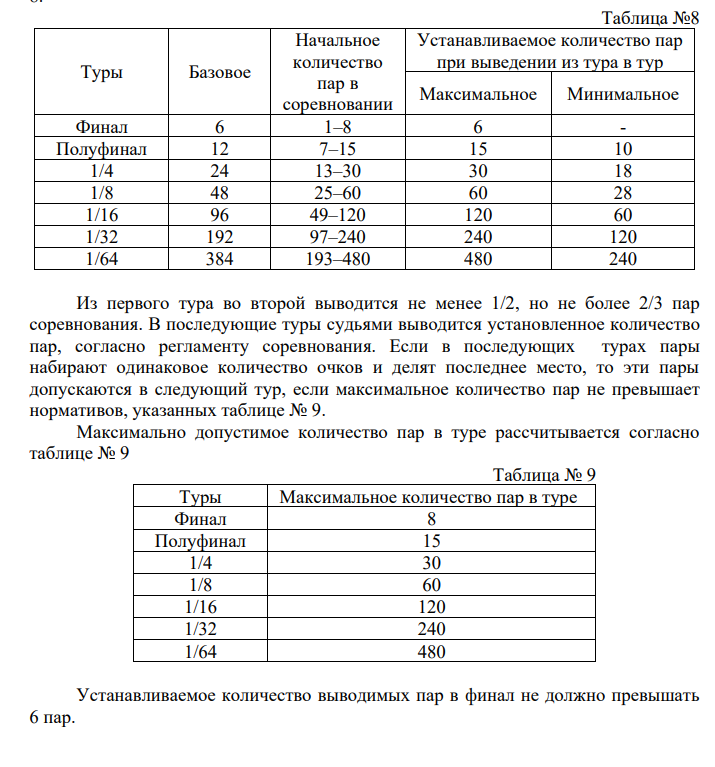 Таблица №8
Туры Базовое Начальное количество пар в соревновании Устанавливаемое количество пар при выведении из тура в тур
Максимальное Минимальное
Финал 6 1–8 6 -
Полуфинал 12 7–15 15 10
1/4 24 13–30 30 18
1/8 48 25–60 60 28
1/16 96 49–120 120 60
1/32 192 97–240 240 120
1/64 384 193–480 480 240
Из первого тура во второй выводится не менее 1/2, но не более 2/3 пар
соревнования. В последующие туры судьями выводится установленное количество
пар, согласно регламенту соревнования. Если в последующих турах пары
набирают одинаковое количество очков и делят последнее место, то эти пары
допускаются в следующий тур, если максимальное количество пар не превышает
нормативов, указанных таблице № 9.
Максимально допустимое количество пар в туре рассчитывается согласно
таблице № 9
Таблица № 9
Туры Максимальное количество пар в туре
Финал 8
Полуфинал 15
1/4 30
1/8 60
1/16 120
1/32 240
1/64 480
Устанавливаемое количество выводимых пар в финал не должно превышать
6 пар.